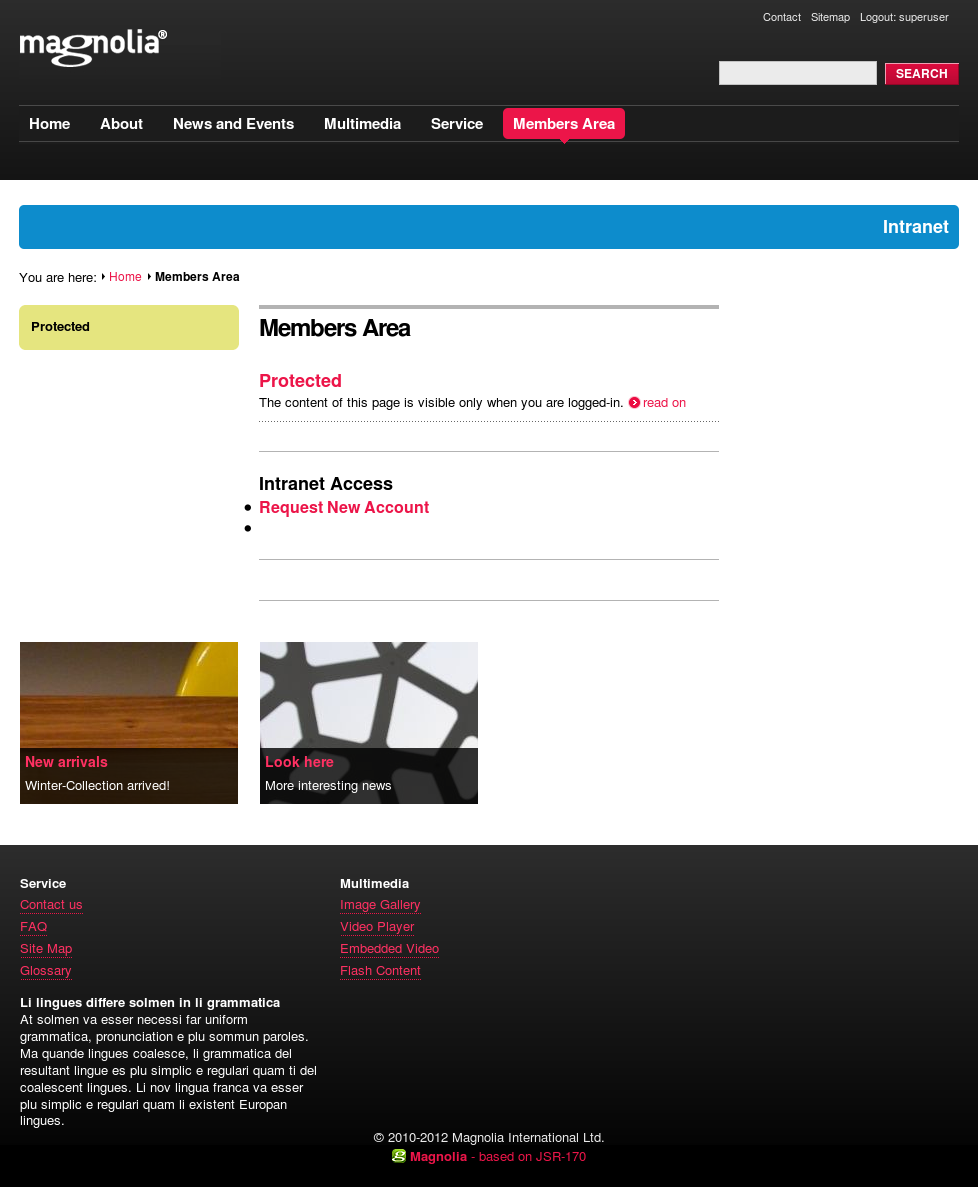 Contact Sitemap Logout: superuser
magnolia®
SEARCH
Home About News and Events Multimedia Service Members Area
Intranet
You are here: Home Members Area
Protected
Members Area
Protected
The content of this page is visible only when you are logged-in. read on
Intranet Access
Request New Account
New arrivals
Winter-Collection arrived!
Look here
More interesting news
Service
Contact us
FAQ
Site Map
Glossary
Multimedia
Image Gallery
Video Player
Embedded Video
Flash Content
Li lingues differe solmen in li grammatica
At solmen va esser necessi far uniform
grammatica, pronunciation e plu sommun paroles.
Ma quande lingues coalesce, li grammatica del
resultant lingue es plu simplic e regulari quam ti del
coalescent lingues. Li nov lingua franca va esser
plu simplic e regulari quam li existent Europan
lingues.
© 2010-2012 Magnolia International Ltd.
Magnolia - based on JSR-170